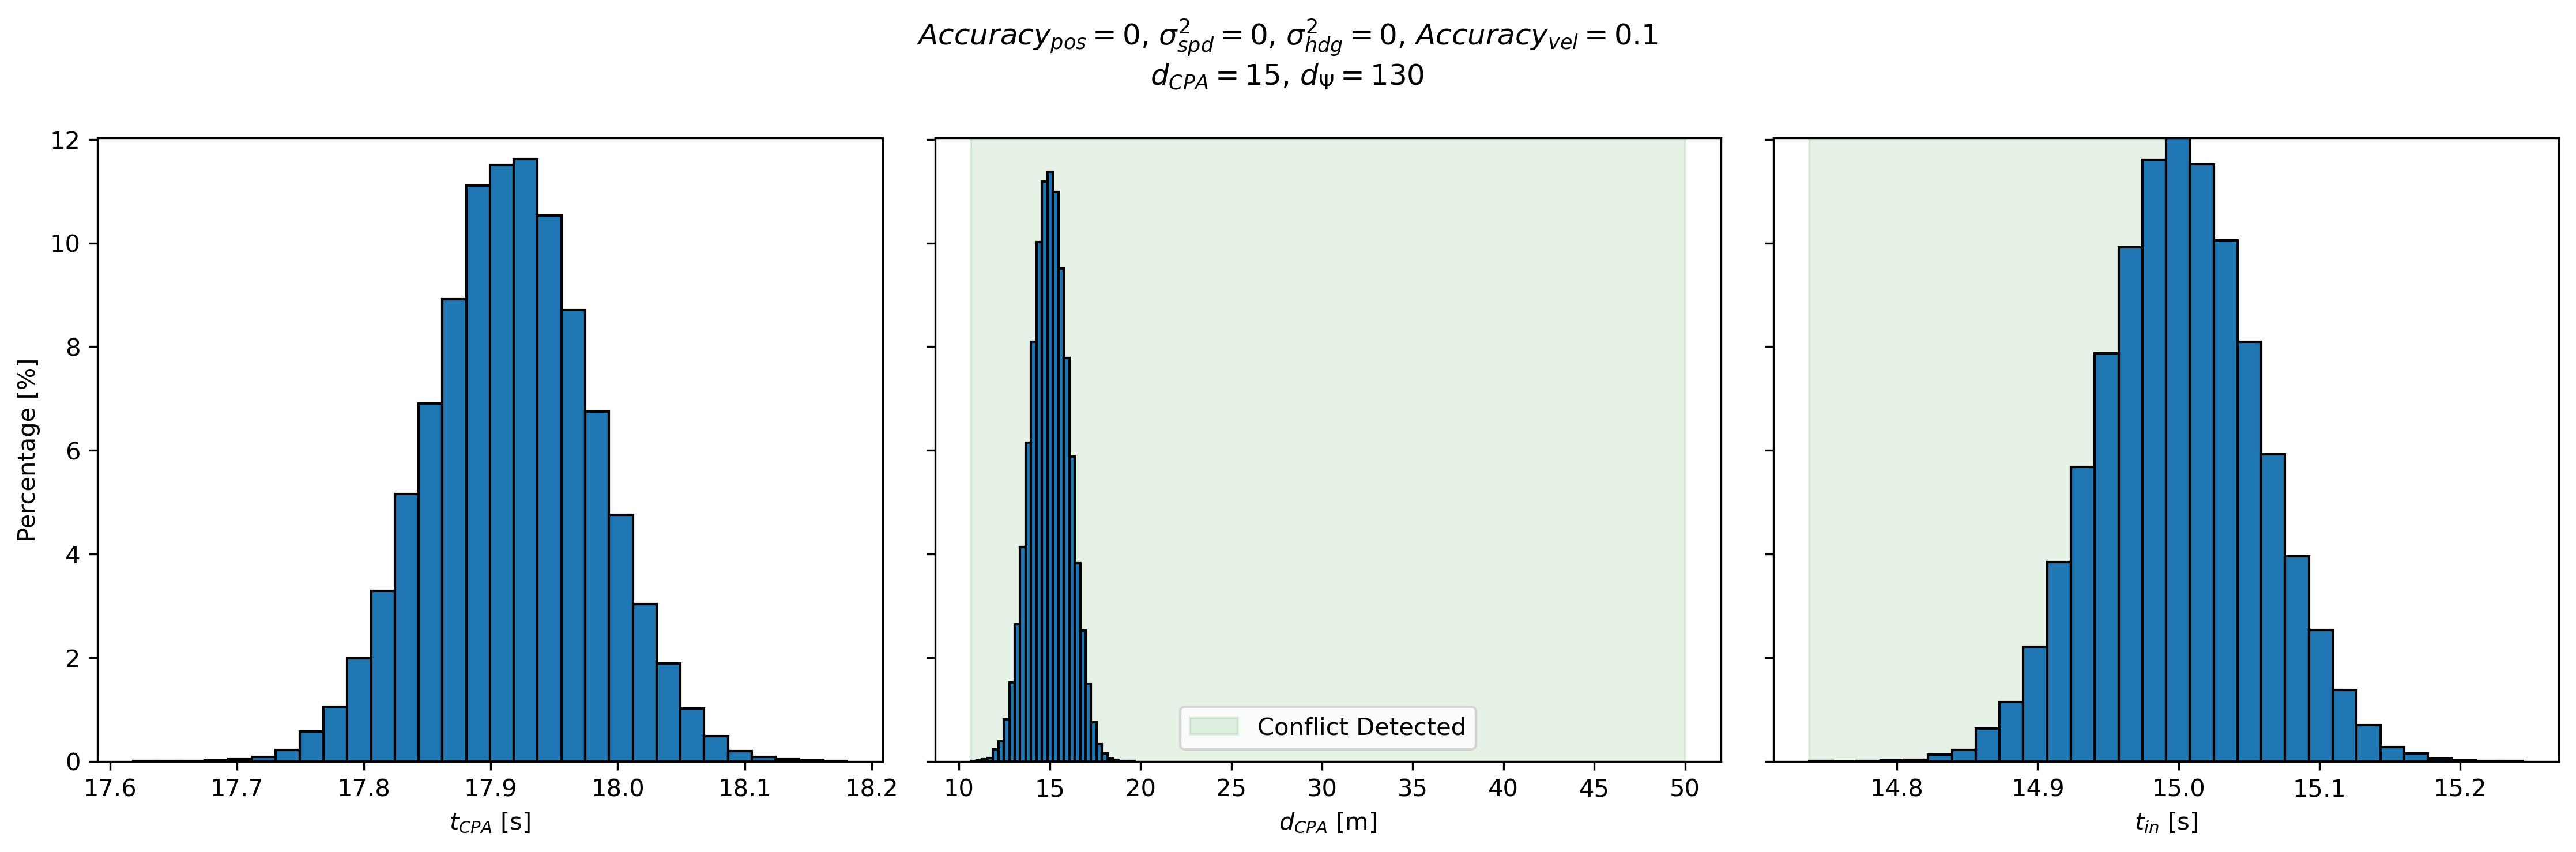 Accuracy_pos = 0, σ²_spd = 0, σ²_hdg = 0, Accuracy_vel = 0.1
d_CPA = 15, d_Ψ = 130
Percentage [%]
12
10
8
6
4
2
0
17.6 17.7 17.8 17.9 18.0 18.1 18.2
t_CPA [s]
Conflict Detected
10 15 20 25 30 35 40 45 50
d_CPA [m]
14.8 14.9 15.0 15.1 15.2
t_in [s]